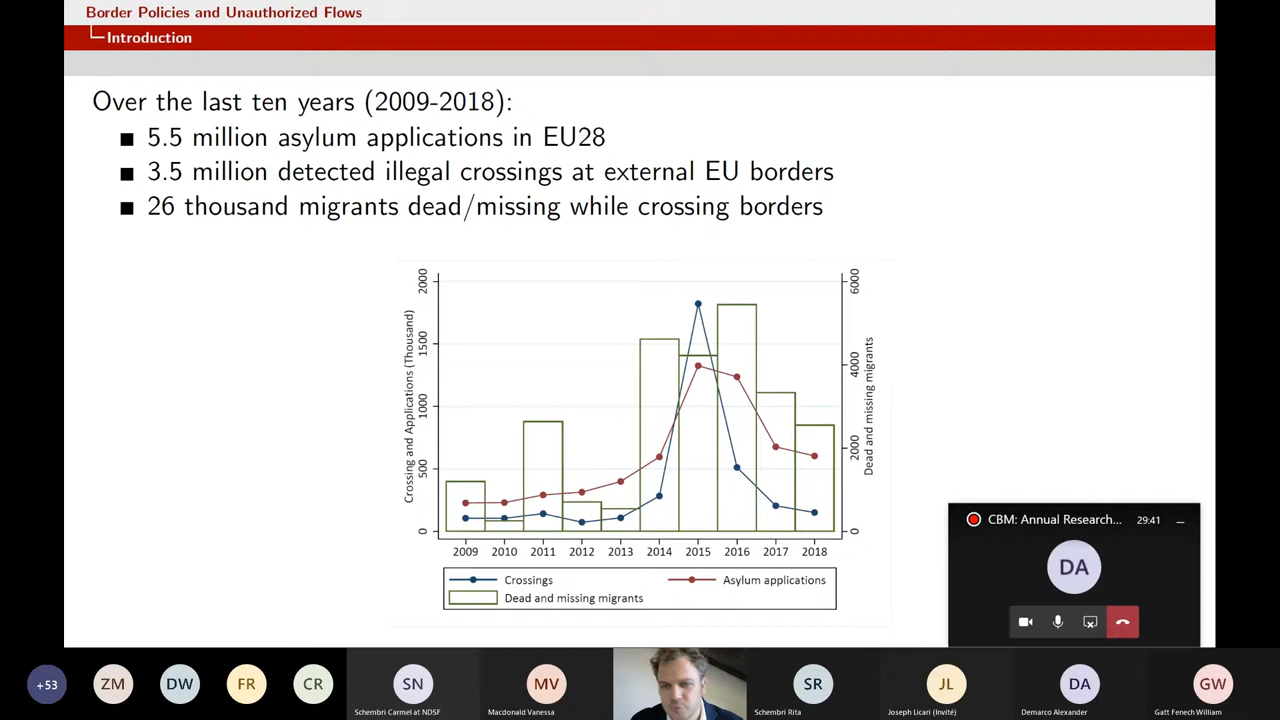 Border Policies and Unauthorized Flows
Introduction
Over the last ten years (2009-2018):
5.5 million asylum applications in EU28
3.5 million detected illegal crossings at external EU borders
26 thousand migrants dead/missing while crossing borders
Crossing and Applications (Thousand)
2000
1500
1000
500
0
6000
4000
2000
0
Dead and missing migrants
2009 2010 2011 2012 2013 2014 2015 2016 2017 2018
Crossings
Asylum applications
Dead and missing migrants
CBM: Annual Research... 29:41
DA
+53
ZM
DW
FR
CR
SN
Schembri Carmel at NDSF
MV
Macdonald Vanessa
SR
Schembri Rita
JL
Joseph Licari (Invité)
DA
Demarco Alexander
GW
Gatt Fenech William